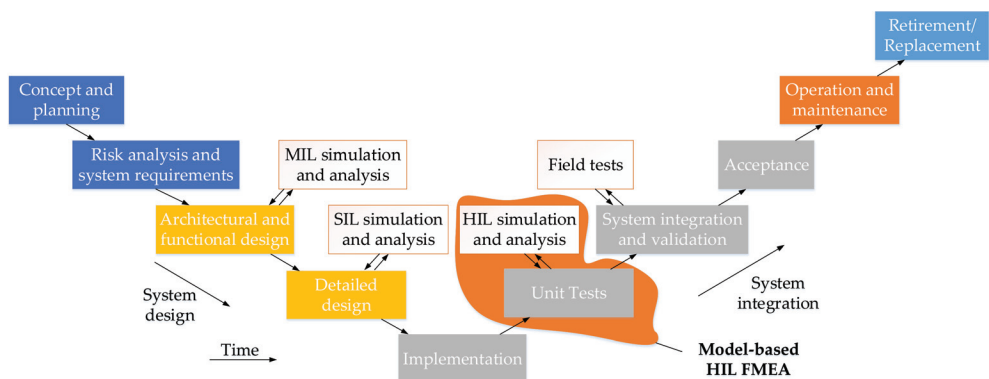 Retirement/
Replacement
Concept and
planning
Operation and
maintenance
Risk analysis and
system requirements
MIL simulation
and analysis
Field tests
Acceptance
Architectural and
functional design
SIL simulation
and analysis
HIL simulation
and analysis
System integration
and validation
System
design
Detailed
design
Unit Tests
System
integration
Time
Implementation
Model-based
HIL FMEA